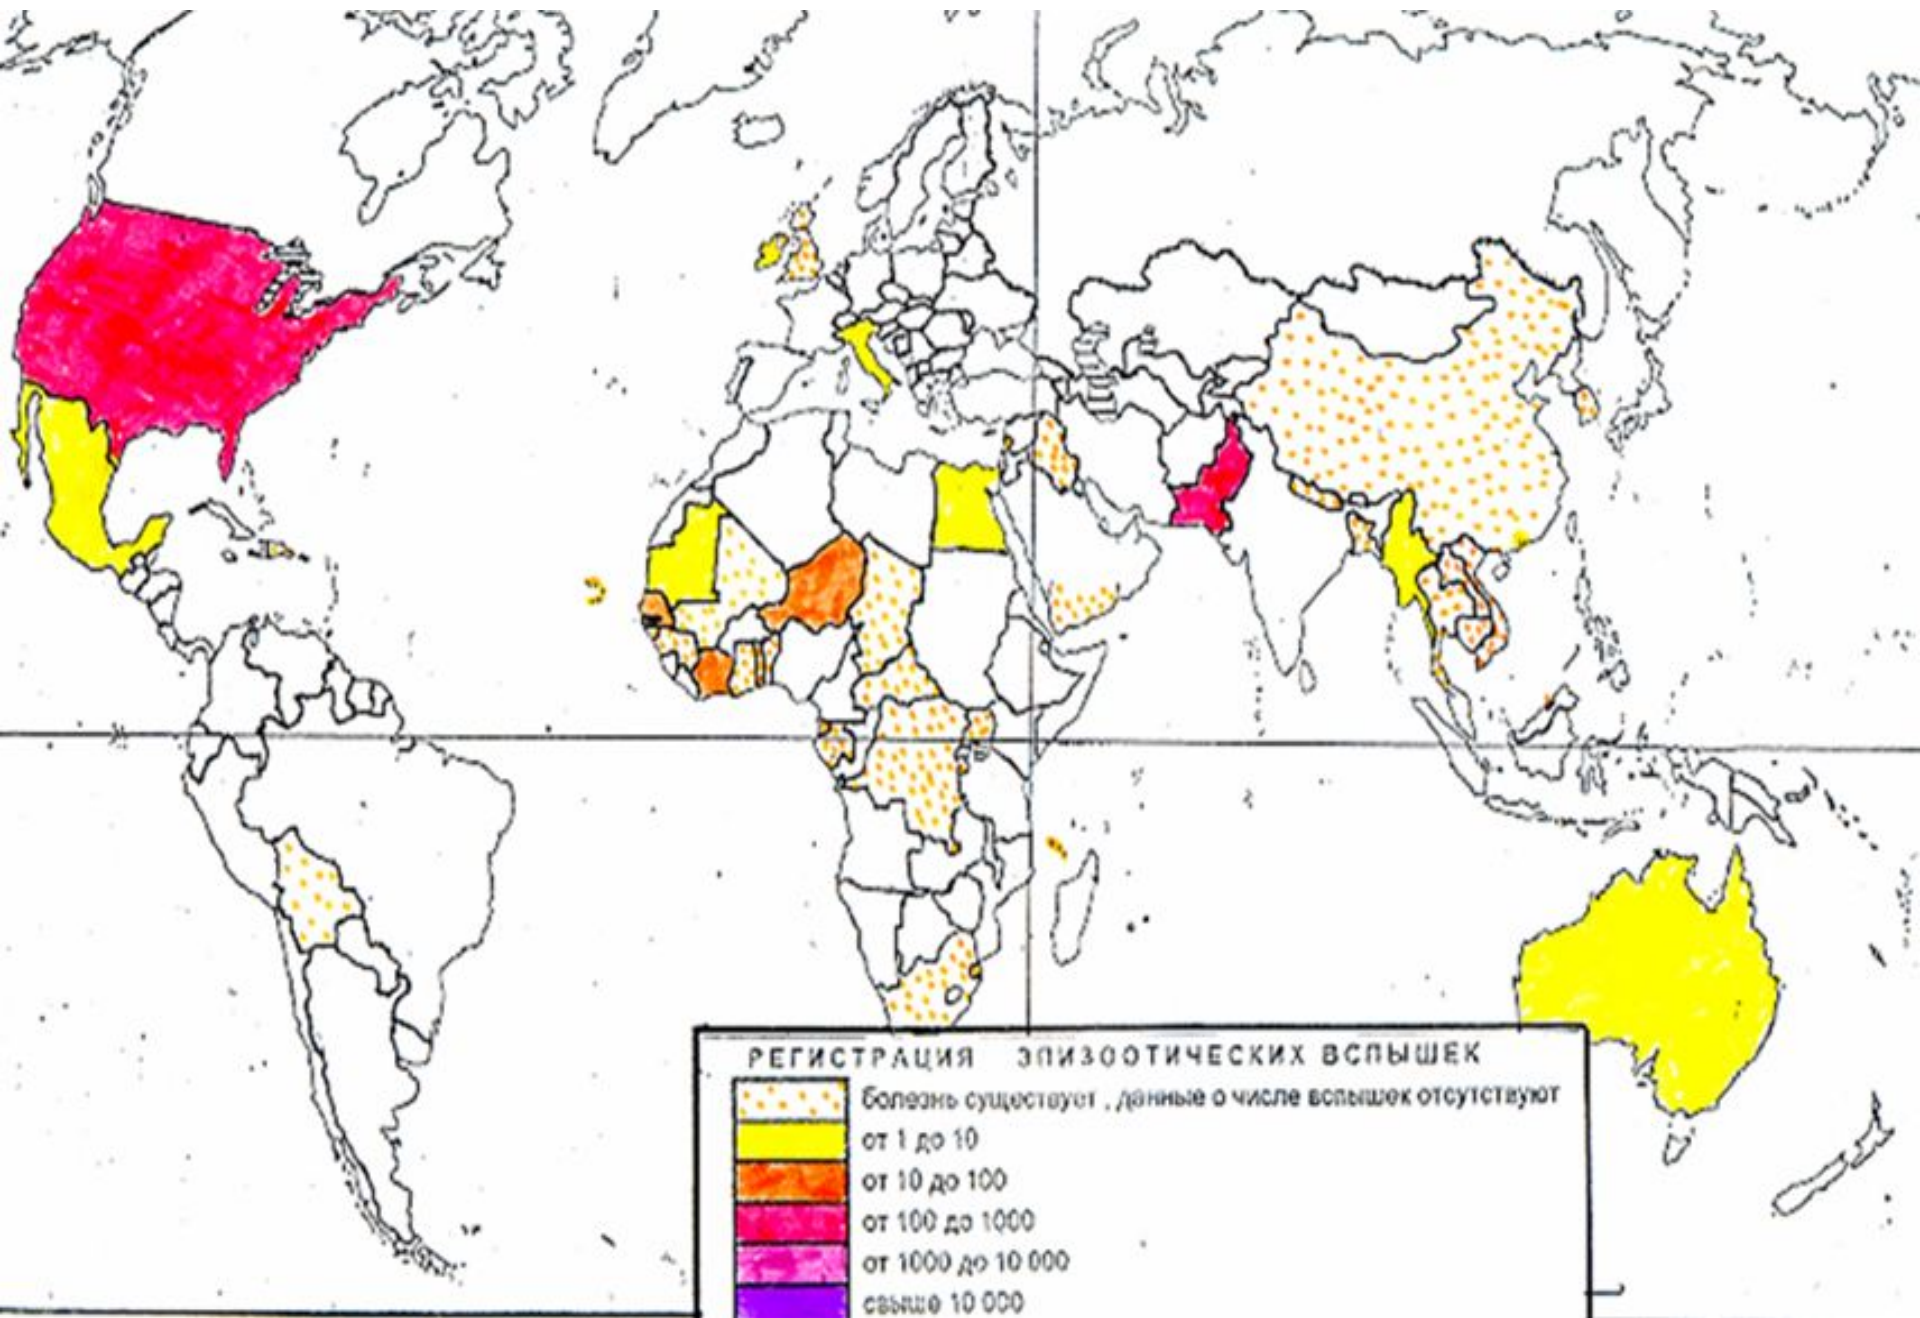 РЕГИСТРАЦИЯ ЭПИЗООТИЧЕСКИХ ВСПЫШЕК
болезнь существует, данные о числе вспышек отсутствуют
от 1 до 10
от 10 до 100
от 100 до 1000
от 1000 до 10 000
свыше 10 000